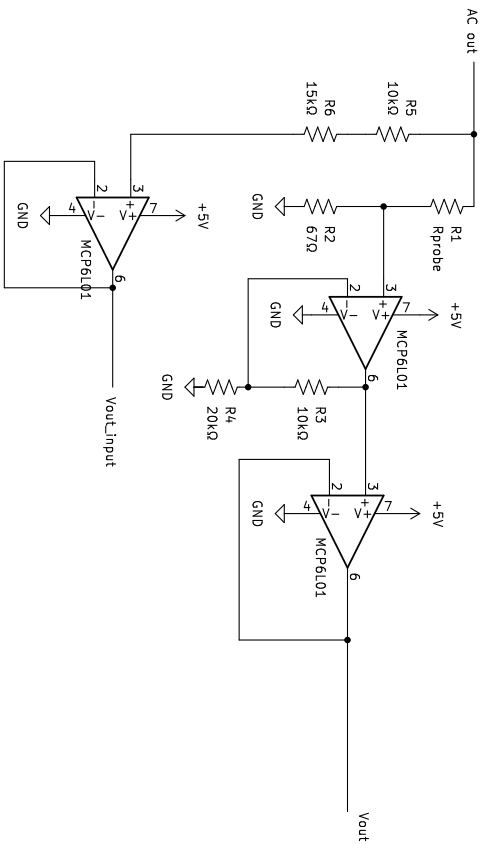 AC out
R5
10kΩ
R6
15kΩ
3
2
+
−
V+
V−
7
4
+5V
GND
MCP6L01
6
Vout_input
R1
Rprobe
R2
67Ω
GND
3
2
+
−
V+
V−
7
4
+5V
GND
MCP6L01
6
R3
10kΩ
R4
20kΩ
GND
3
2
+
−
V+
V−
7
4
+5V
GND
MCP6L01
6
Vout